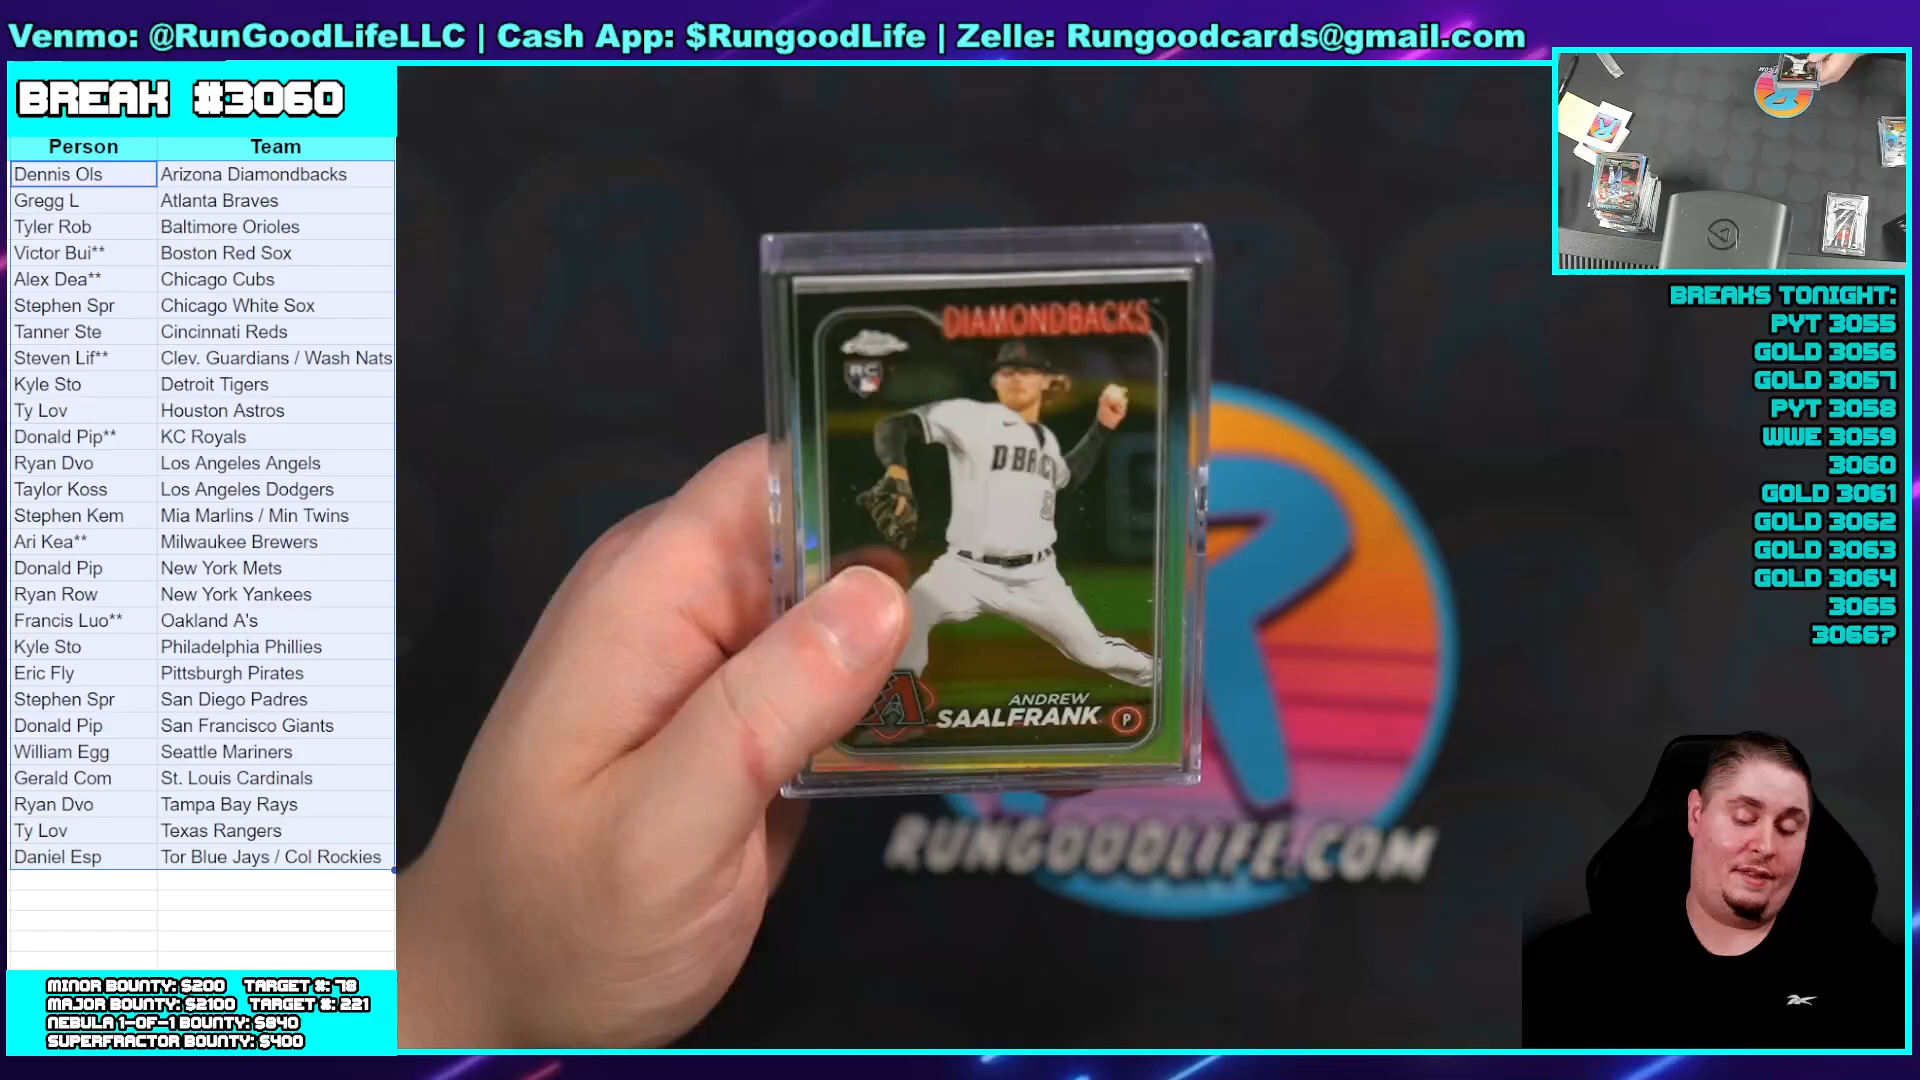 Venmo: @RunGoodLifeLLC | Cash App: $RungoodLife | Zelle: Rungoodcards@gmail.com
BREAK #3060
Person Team
Dennis Ols Arizona Diamondbacks
Gregg L Atlanta Braves
Tyler Rob Baltimore Orioles
Victor Bui** Boston Red Sox
Alex Dea** Chicago Cubs
Stephen Spr Chicago White Sox
Tanner Ste Cincinnati Reds
Steven Lif** Clev. Guardians / Wash Nats
Kyle Sto Detroit Tigers
Ty Lov Houston Astros
Donald Pip** KC Royals
Ryan Dvo Los Angeles Angels
Taylor Koss Los Angeles Dodgers
Stephen Kem Mia Marlins / Min Twins
Ari Kea** Milwaukee Brewers
Donald Pip New York Mets
Ryan Row New York Yankees
Francis Luo** Oakland A's
Kyle Sto Philadelphia Phillies
Eric Fly Pittsburgh Pirates
Stephen Spr San Diego Padres
Donald Pip San Francisco Giants
William Egg Seattle Mariners
Gerald Com St. Louis Cardinals
Ryan Dvo Tampa Bay Rays
Ty Lov Texas Rangers
Daniel Esp Tor Blue Jays / Col Rockies
MINOR BOUNTY: $200 TARGET #: 78
MAJOR BOUNTY: $2100 TARGET #: 221
NEBULA 1-OF-1 BOUNTY: $840
SUPERFRACTOR BOUNTY: $400
DIAMONDBACKS
RC
ANDREW
SAALFRANK P
RUNGOODLIFE.COM
BREAKS TONIGHT:
PYT 3055
GOLD 3056
GOLD 3057
PYT 3058
WWE 3059
3060
GOLD 3061
GOLD 3062
GOLD 3063
GOLD 3064
3065
3066?